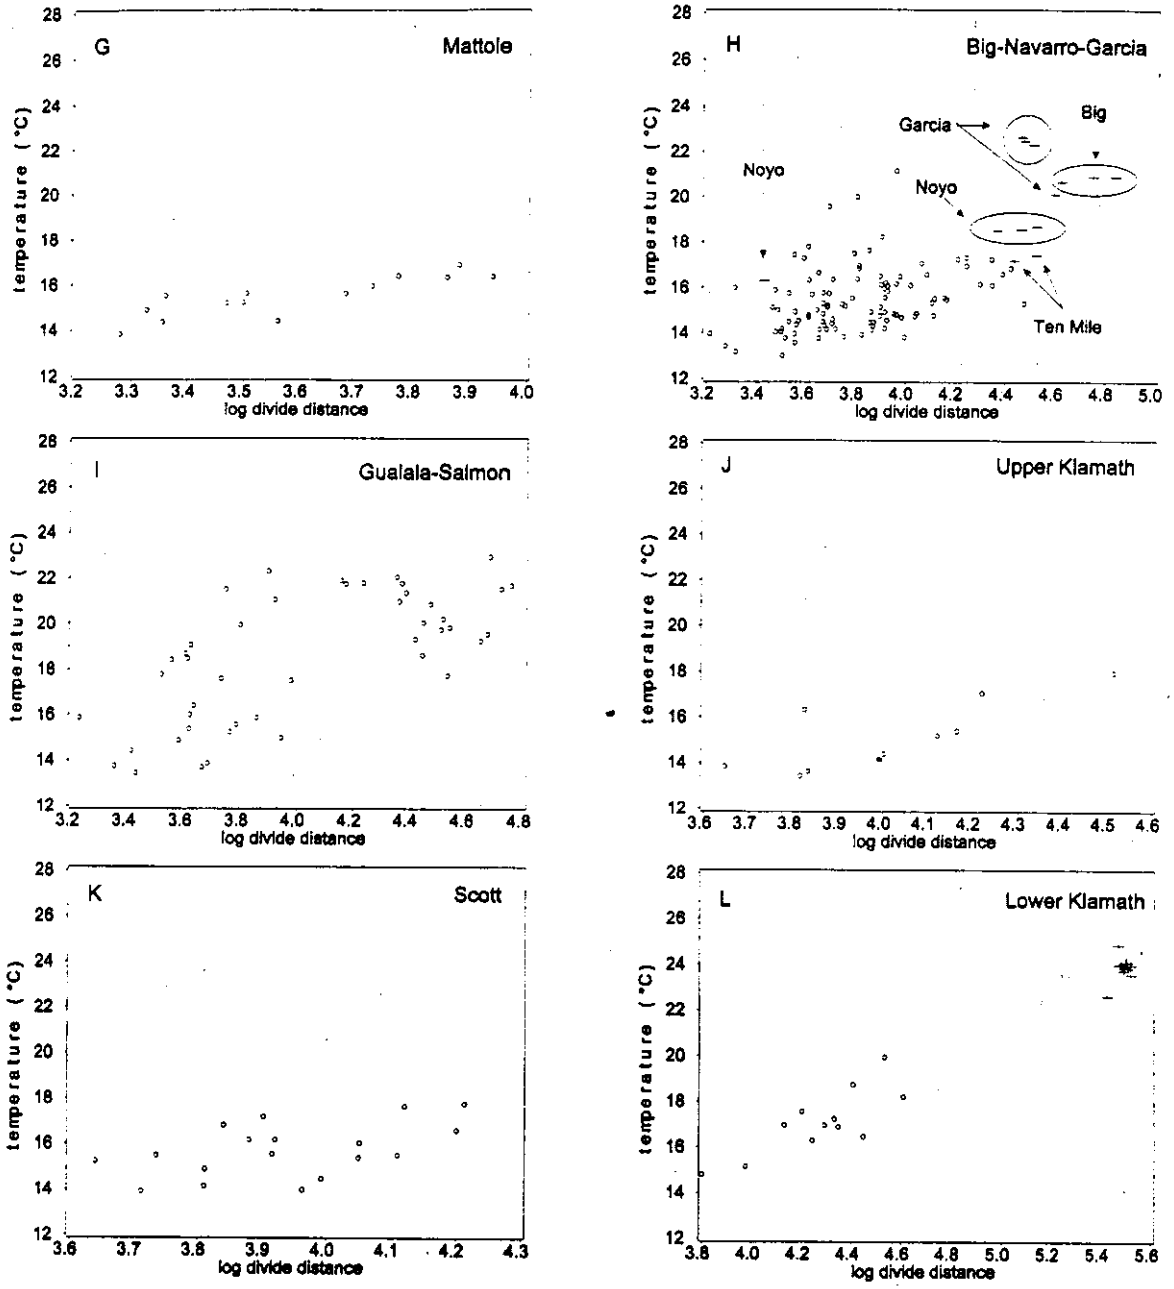 G Mattole
28
26
24
22
20
18
16
14
12
temperature (°C)
3.2 3.3 3.4 3.5 3.6 3.7 3.8 3.9 4.0
log divide distance
H Big-Navarro-Garcia
28
26
24
22
20
18
16
14
12
temperature (°C)
Garcia
Big
Noyo
Noyo
Ten Mile
3.2 3.4 3.6 3.8 4.0 4.2 4.4 4.6 4.8 5.0
log divide distance
I Gualala-Salmon
28
26
24
22
20
18
16
14
12
temperature (°C)
3.2 3.4 3.6 3.8 4.0 4.2 4.4 4.6 4.8
log divide distance
J Upper Klamath
28
26
24
22
20
18
16
14
12
temperature (°C)
3.6 3.7 3.8 3.9 4.0 4.1 4.2 4.3 4.4 4.5 4.6
log divide distance
K Scott
28
26
24
22
20
18
16
14
12
temperature (°C)
3.6 3.7 3.8 3.9 4.0 4.1 4.2 4.3
log divide distance
L Lower Klamath
28
26
24
22
20
18
16
14
12
temperature (°C)
3.8 4.0 4.2 4.4 4.6 4.8 5.0 5.2 5.4 5.6
log divide distance